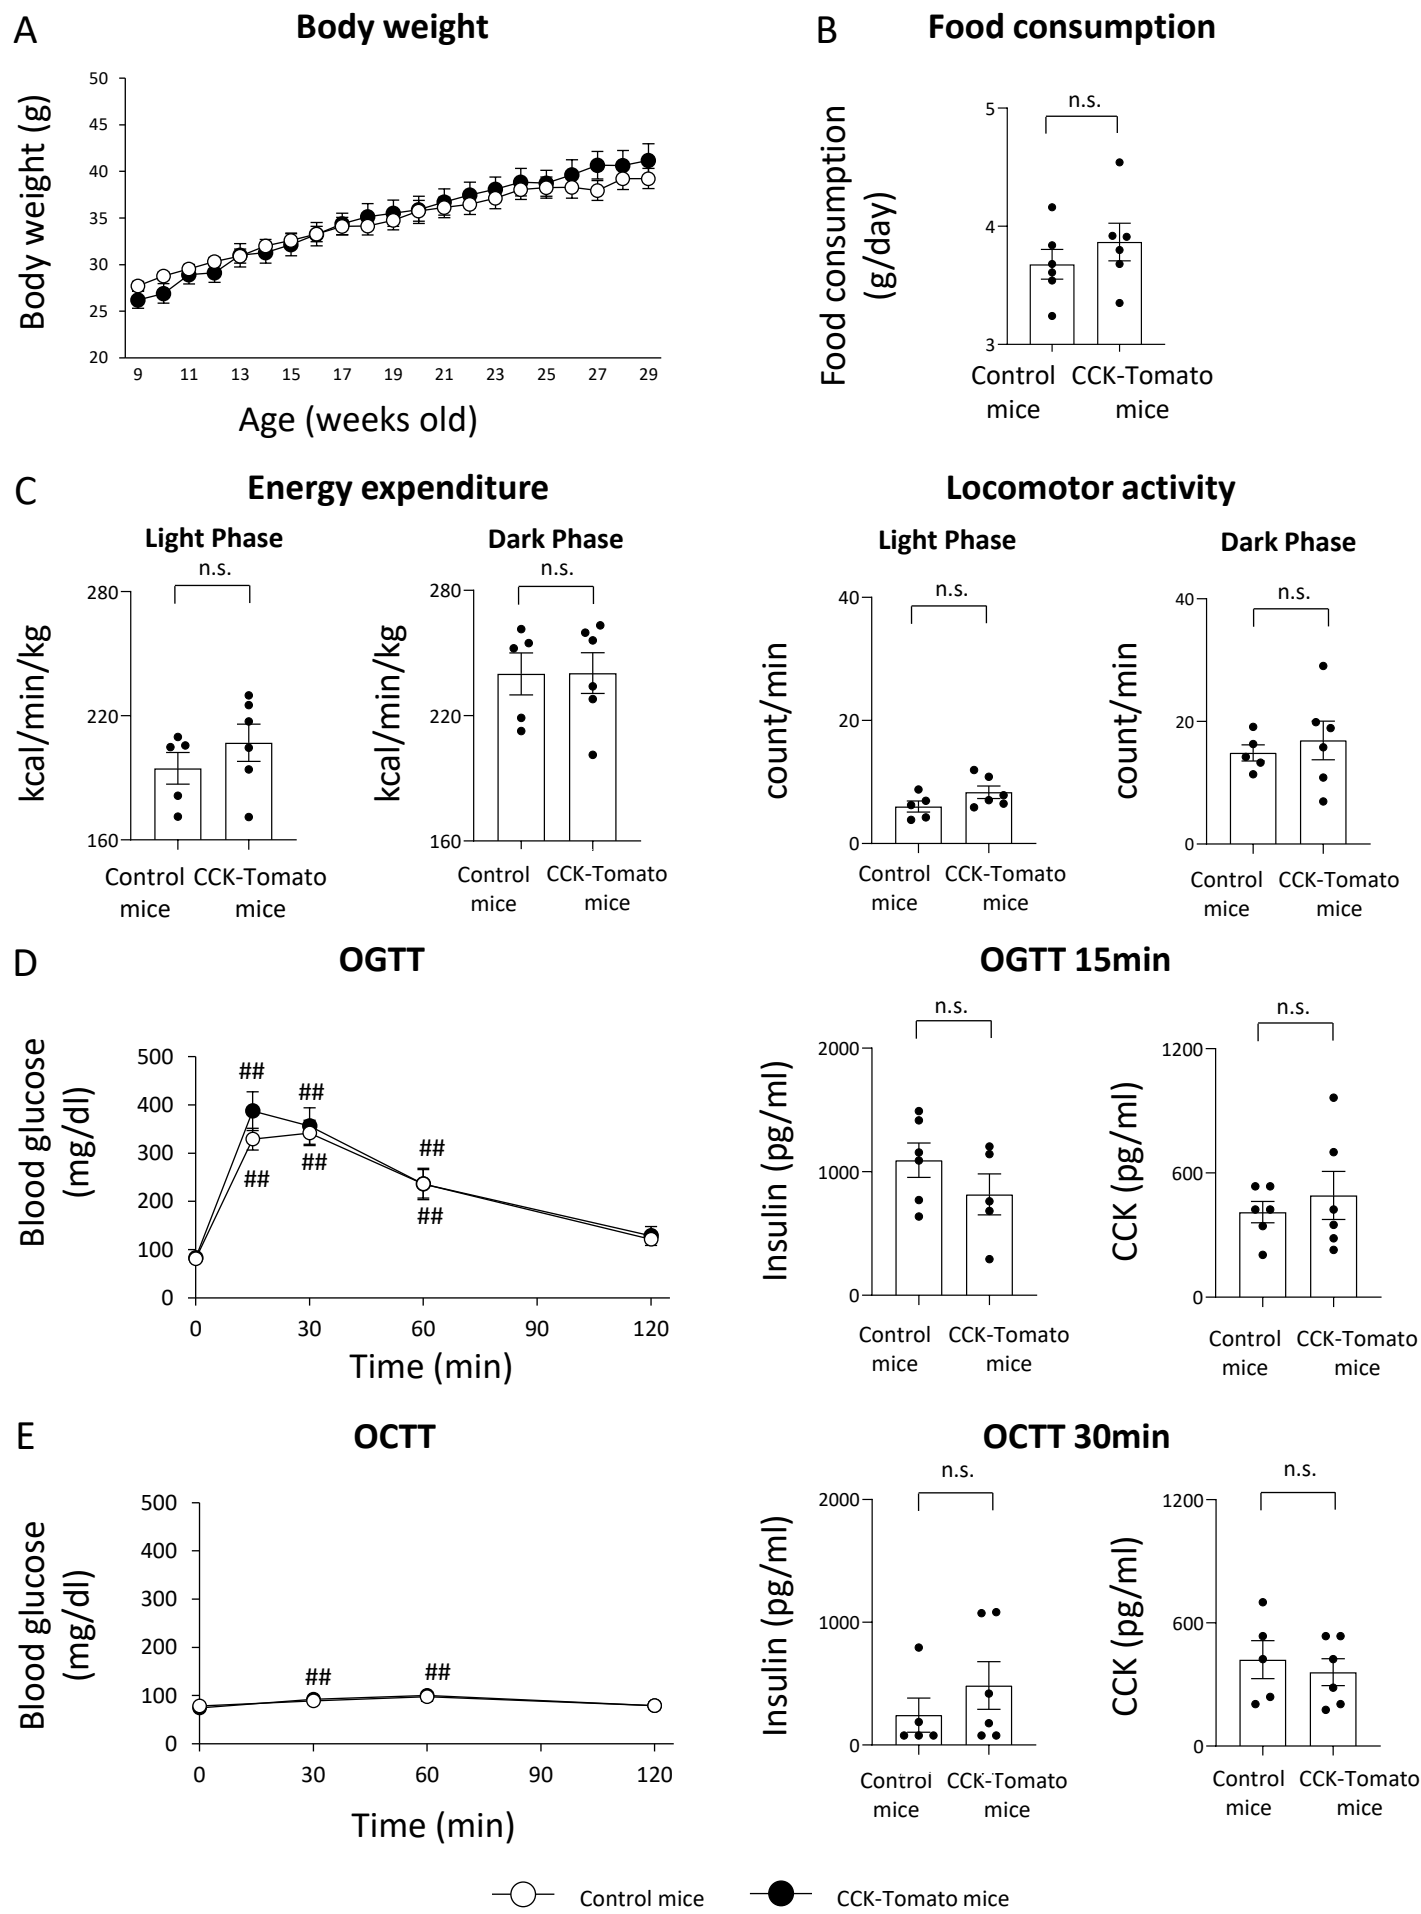 A
Body weight
Body weight (g)
50
45
40
35
30
25
20
9 11 13 15 17 19 21 23 25 27 29
Age (weeks old)
B
Food consumption
Food consumption
(g/day)
5
4
3
n.s.
Control CCK-Tomato
mice mice
C
Energy expenditure
Light Phase
n.s.
kcal/min/kg
280
220
160
Control CCK-Tomato
mice mice
Dark Phase
n.s.
kcal/min/kg
280
220
160
Control CCK-Tomato
mice mice
Locomotor activity
Light Phase
n.s.
count/min
40
20
0
Control CCK-Tomato
mice mice
Dark Phase
n.s.
count/min
40
20
0
Control CCK-Tomato
mice mice
D
OGTT
Blood glucose
(mg/dl)
500
400
300
200
100
0
##
##
##
##
##
##
0 30 60 90 120
Time (min)
OGTT 15min
n.s.
Insulin (pg/ml)
2000
1000
0
Control CCK-Tomato
mice mice
n.s.
CCK (pg/ml)
1200
600
0
Control CCK-Tomato
mice mice
E
OCTT
Blood glucose
(mg/dl)
500
400
300
200
100
0
##
##
0 30 60 90 120
Time (min)
OCTT 30min
n.s.
Insulin (pg/ml)
2000
1000
0
Control CCK-Tomato
mice mice
n.s.
CCK (pg/ml)
1200
600
0
Control CCK-Tomato
mice mice
Control mice
CCK-Tomato mice